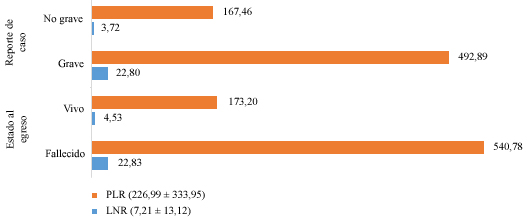 Reporte de
caso
No grave
167,46
3,72
Grave
492,89
22,80
Estado al
egreso
Vivo
173,20
4,53
Fallecido
540,78
22,83
PLR (226,99 ± 333,95)
LNR (7,21 ± 13,12)